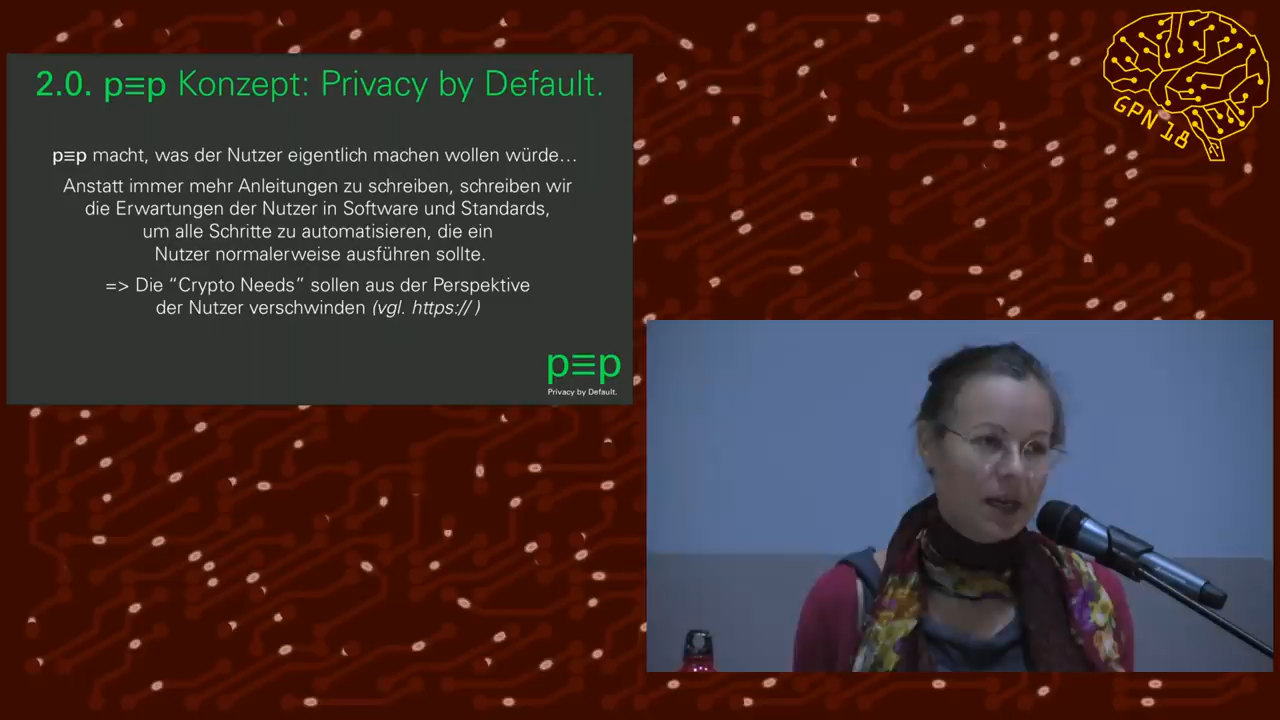 2.0. p≡p Konzept: Privacy by Default.
p≡p macht, was der Nutzer eigentlich machen wollen würde…
Anstatt immer mehr Anleitungen zu schreiben, schreiben wir
die Erwartungen der Nutzer in Software und Standards,
um alle Schritte zu automatisieren, die ein
Nutzer normalerweise ausführen sollte.
=> Die “Crypto Needs” sollen aus der Perspektive
der Nutzer verschwinden (vgl. https:// )
p≡p
Privacy by Default.
GPN 18